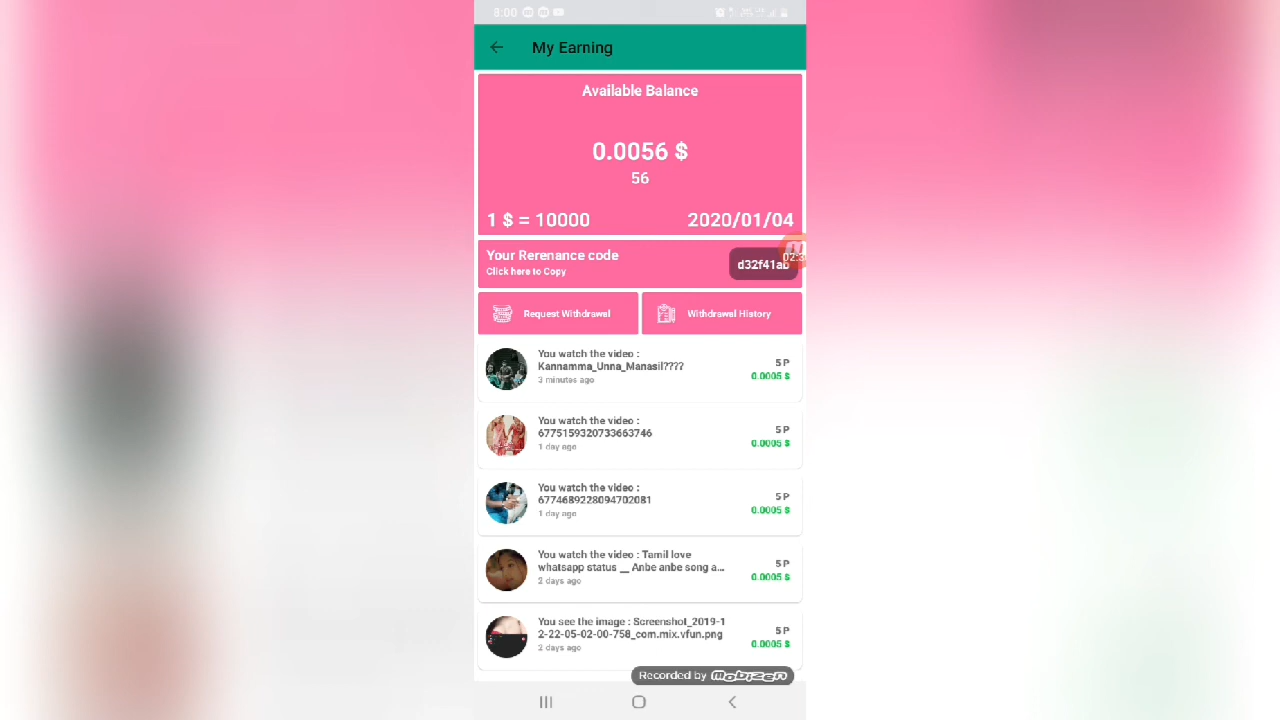 8:00
My Earning
Available Balance
0.0056 $
56
1 $ = 10000
2020/01/04
Your Rerenance code
Click here to Copy
d32f41ab
02:3
Request Withdrawal
Withdrawal History
You watch the video :
Kannamma_Unna_Manasil????
3 minutes ago
5 P
0.0005 $
You watch the video :
6775159320733663746
1 day ago
5 P
0.0005 $
You watch the video :
6774689228094702081
1 day ago
5 P
0.0005 $
You watch the video : Tamil love
whatsapp status __ Anbe anbe song a...
2 days ago
5 P
0.0005 $
You see the image : Screenshot_2019-1
2-22-05-02-00-758_com.mix.vfun.png
2 days ago
5 P
0.0005 $
Recorded by mobizen